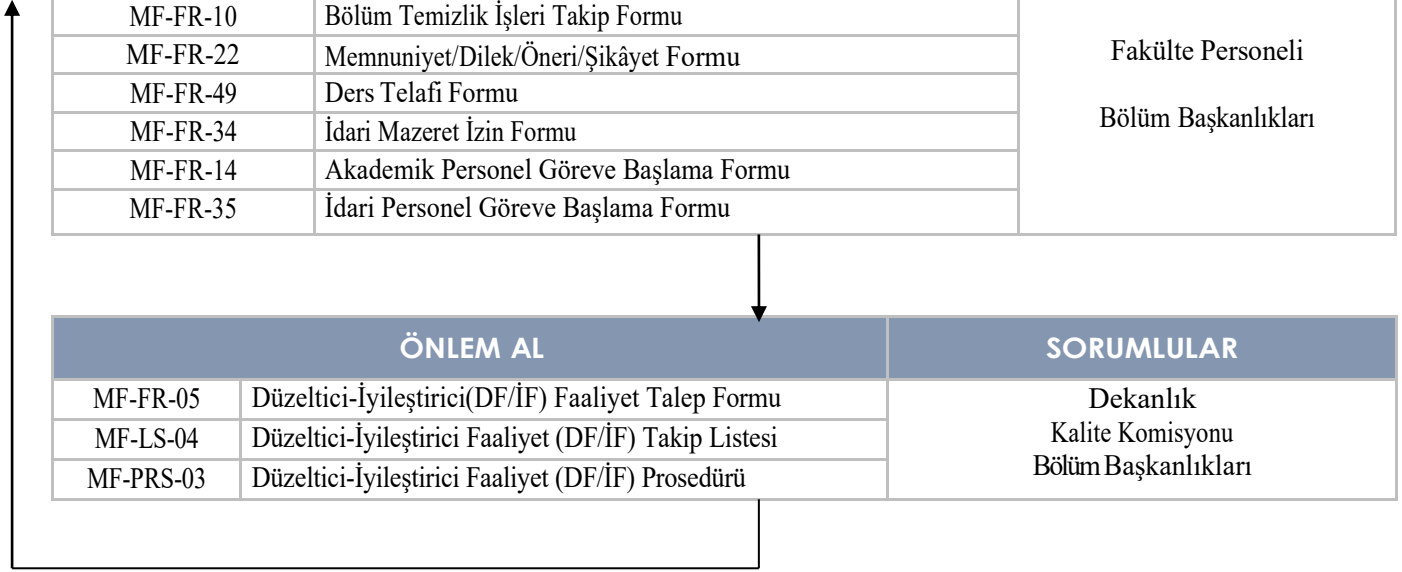 MF-FR-10 Bölüm Temizlik İşleri Takip Formu
MF-FR-22 Memnuniyet/Dilek/Öneri/Şikâyet Formu
MF-FR-49 Ders Telafi Formu
MF-FR-34 İdari Mazeret İzin Formu
MF-FR-14 Akademik Personel Göreve Başlama Formu
MF-FR-35 İdari Personel Göreve Başlama Formu
Fakülte Personeli
Bölüm Başkanlıkları
ÖNLEM AL SORUMLULAR
MF-FR-05 Düzeltici-İyileştirici(DF/İF) Faaliyet Talep Formu
MF-LS-04 Düzeltici-İyileştirici Faaliyet (DF/İF) Takip Listesi
MF-PRS-03 Düzeltici-İyileştirici Faaliyet (DF/İF) Prosedürü
Dekanlık
Kalite Komisyonu
Bölüm Başkanlıkları